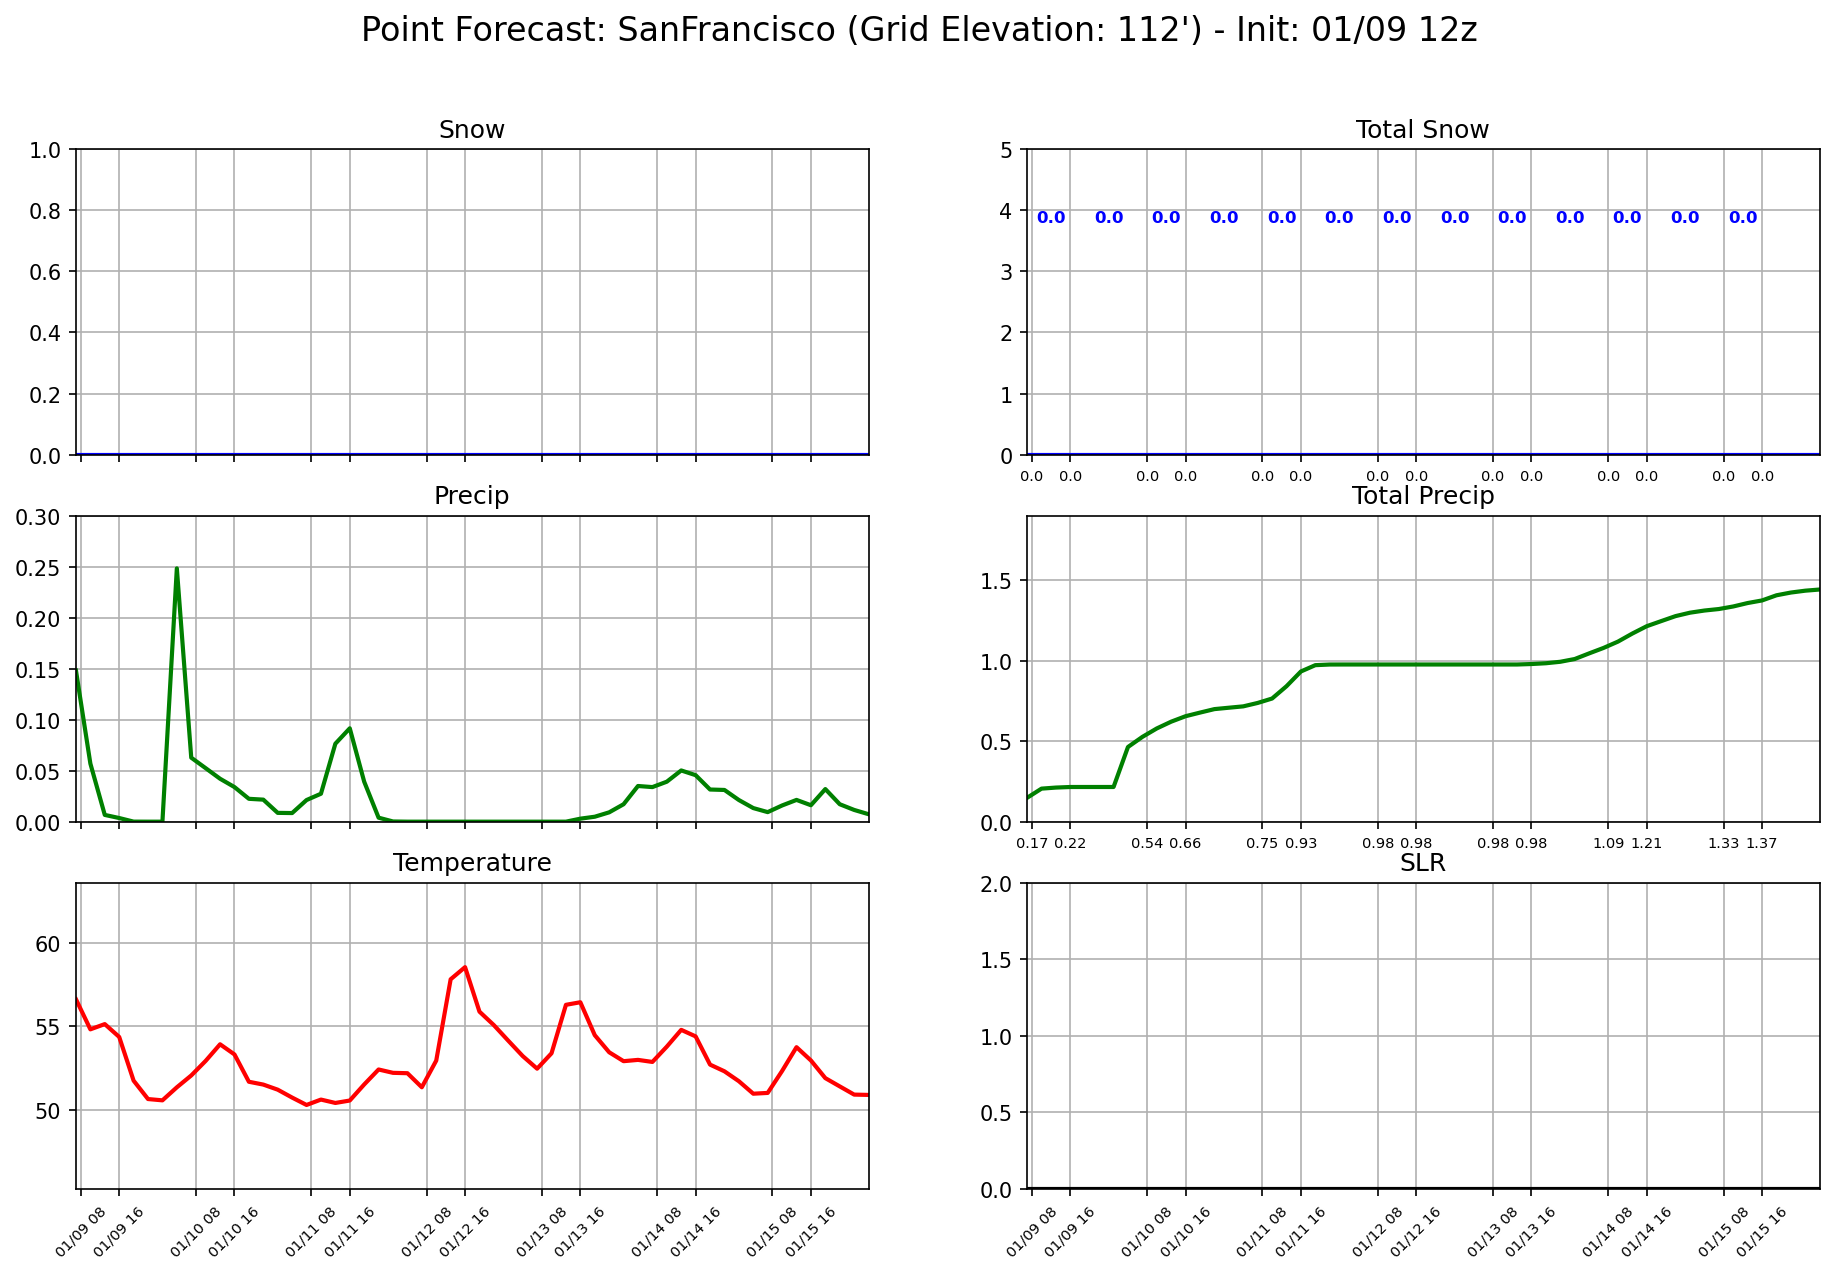 Point Forecast: SanFrancisco (Grid Elevation: 112') - Init: 01/09 12z
Snow
1.0
0.8
0.6
0.4
0.2
0.0
Total Snow
5
4
3
2
1
0
0.0 0.0 0.0 0.0 0.0 0.0 0.0 0.0 0.0 0.0 0.0 0.0 0.0
0.0 0.0 0.0 0.0 0.0 0.0 0.0 0.0 0.0 0.0 0.0 0.0 0.0 0.0
Precip
0.30
0.25
0.20
0.15
0.10
0.05
0.00
Total Precip
1.5
1.0
0.5
0.0
0.17 0.22 0.54 0.66 0.75 0.93 0.98 0.98 0.98 0.98 1.09 1.21 1.33 1.37
Temperature
60
55
50
01/09 08 01/09 16 01/10 08 01/10 16 01/11 08 01/11 16 01/12 08 01/12 16 01/13 08 01/13 16 01/14 08 01/14 16 01/15 08 01/15 16
SLR
2.0
1.5
1.0
0.5
0.0
01/09 08 01/09 16 01/10 08 01/10 16 01/11 08 01/11 16 01/12 08 01/12 16 01/13 08 01/13 16 01/14 08 01/14 16 01/15 08 01/15 16